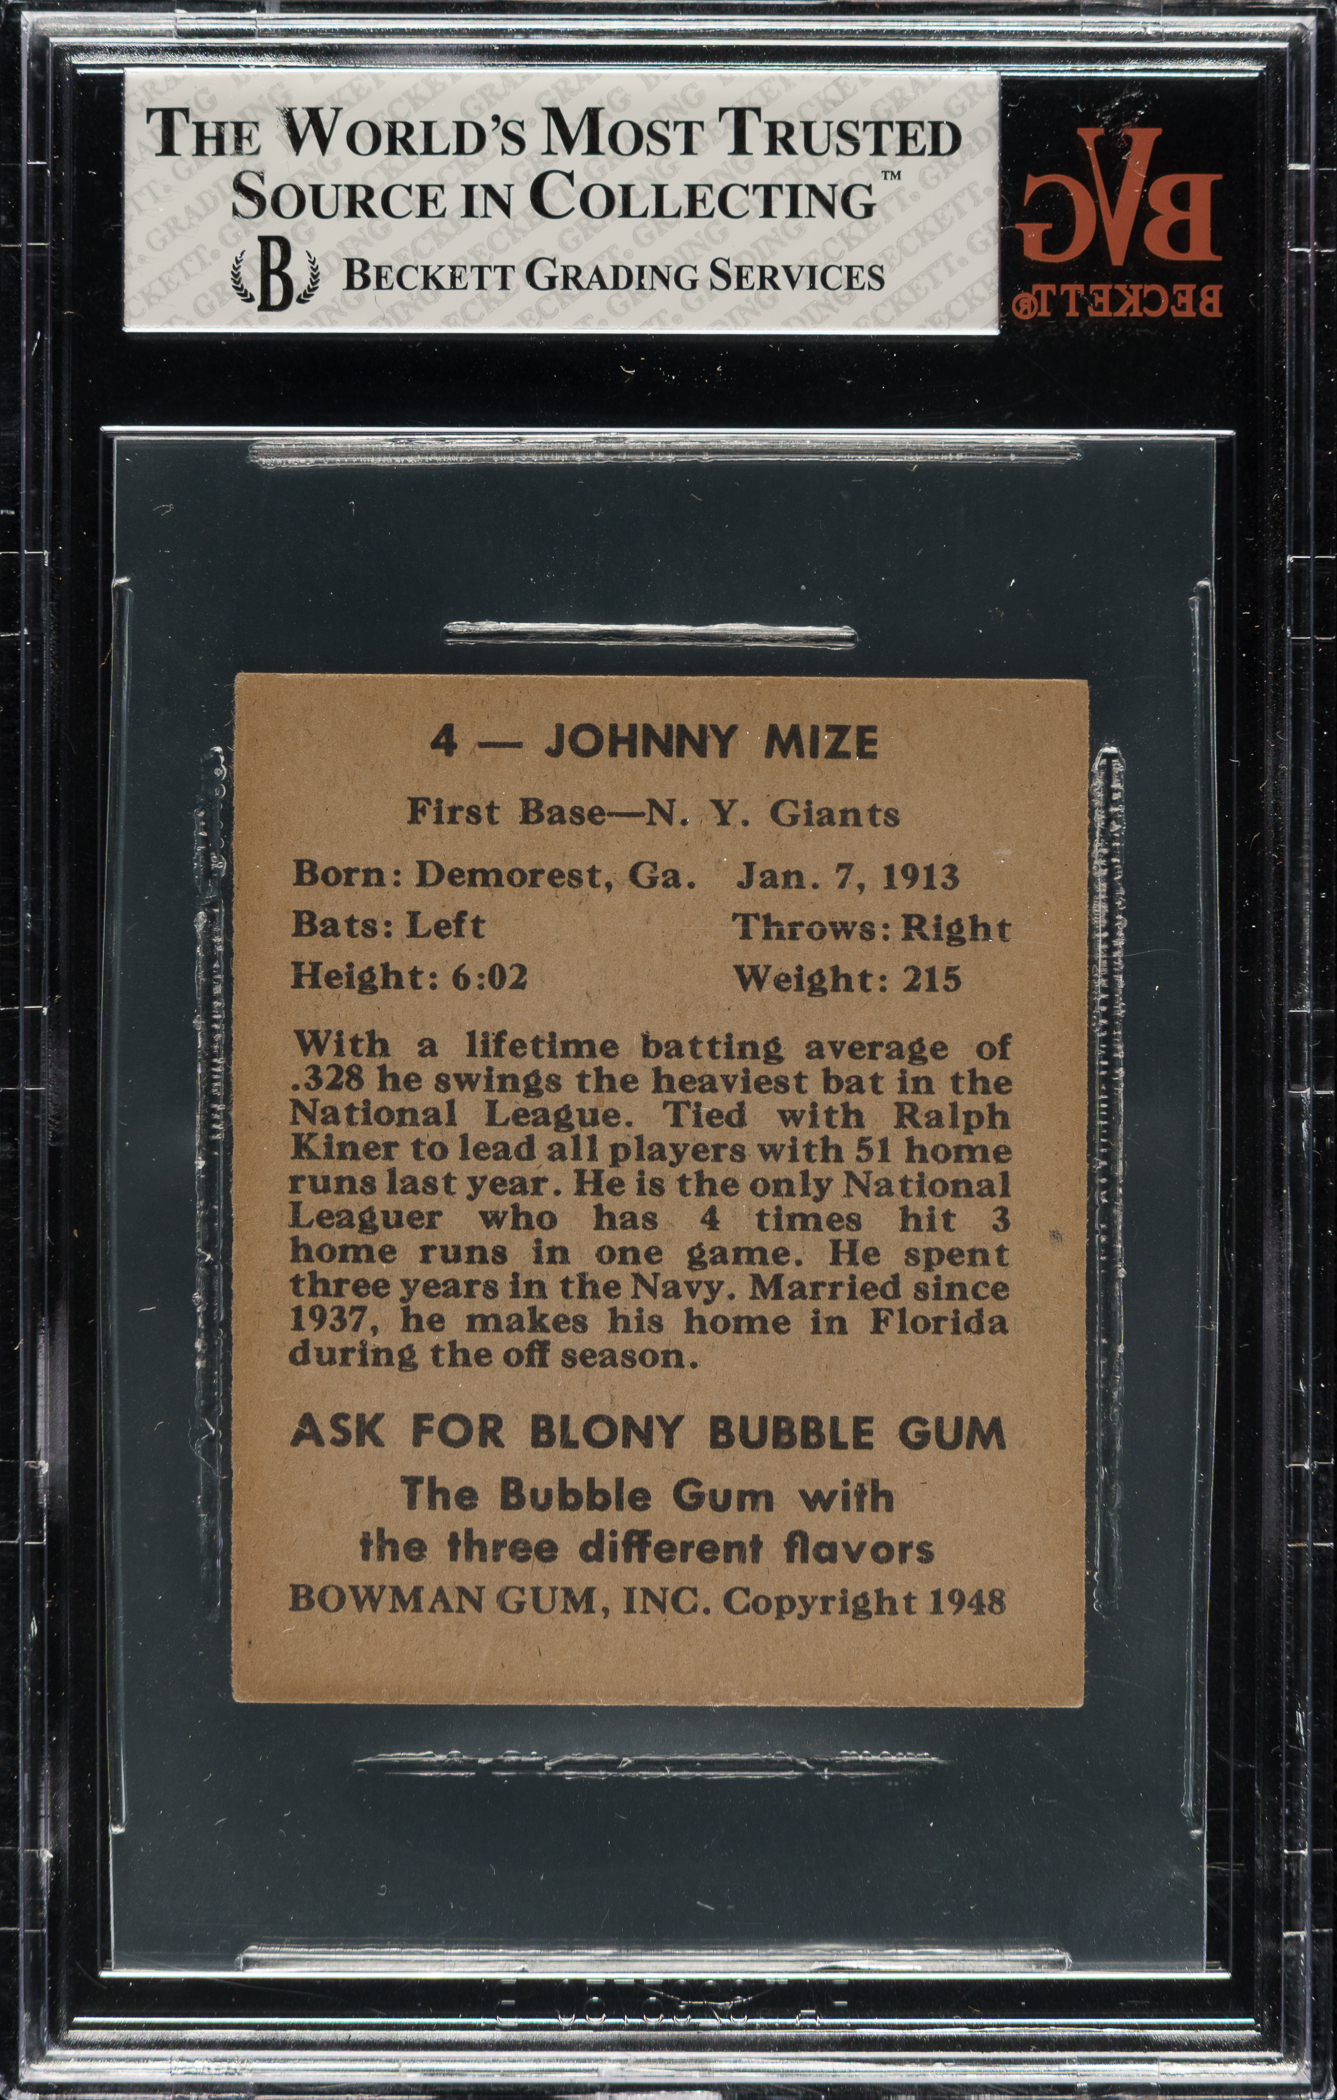 THE WORLD'S MOST TRUSTED
SOURCE IN COLLECTING™
B BECKETT GRADING SERVICES
BVG
BECKETT®
4 — JOHNNY MIZE
First Base—N. Y. Giants
Born: Demorest, Ga. Jan. 7, 1913
Bats: Left Throws: Right
Height: 6:02 Weight: 215
With a lifetime batting average of
.328 he swings the heaviest bat in the
National League. Tied with Ralph
Kiner to lead all players with 51 home
runs last year. He is the only National
Leaguer who has 4 times hit 3
home runs in one game. He spent
three years in the Navy. Married since
1937, he makes his home in Florida
during the off season.
ASK FOR BLONY BUBBLE GUM
The Bubble Gum with
the three different flavors
BOWMAN GUM, INC. Copyright 1948